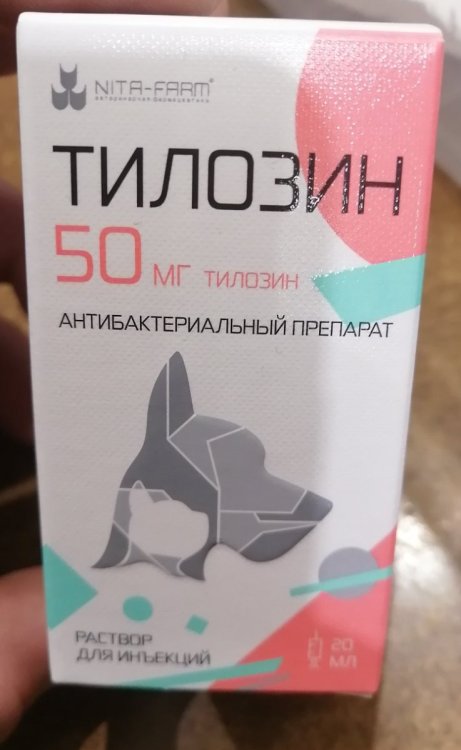 NITA-FARM®
ветеринарная фармацевтика
ТИЛОЗИН
50 мг тилозин
АНТИБАКТЕРИАЛЬНЫЙ ПРЕПАРАТ
РАСТВОР
ДЛЯ ИНЪЕКЦИЙ
20
МЛ